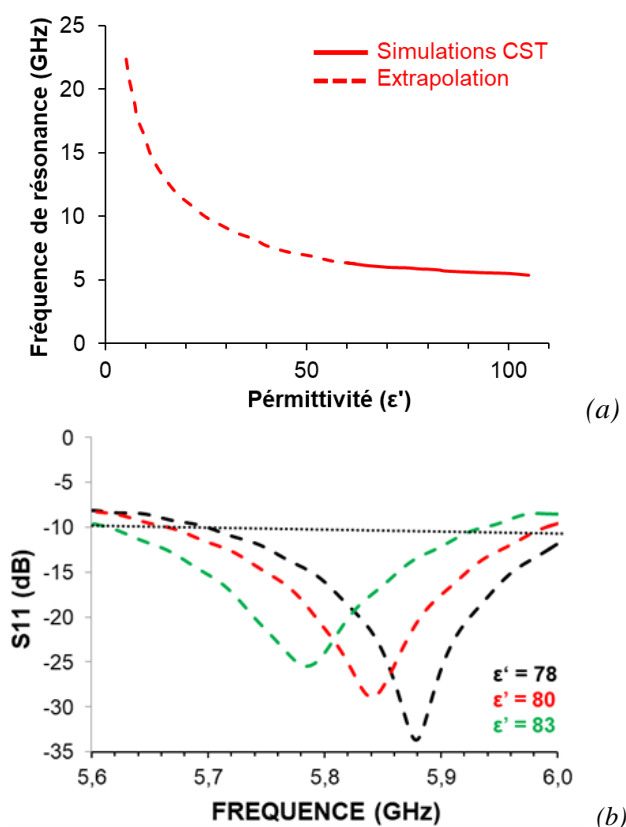 25
20
15
10
5
0
Fréquence de résonance (GHz)
Simulations CST
Extrapolation
0 50 100
Pérmittivité (ε')
(a)
0
-5
-10
-15
-20
-25
-30
-35
S11 (dB)
ε‘ = 78
ε’ = 80
ε’ = 83
5,6 5,7 5,8 5,9 6,0
FREQUENCE (GHz)
(b)